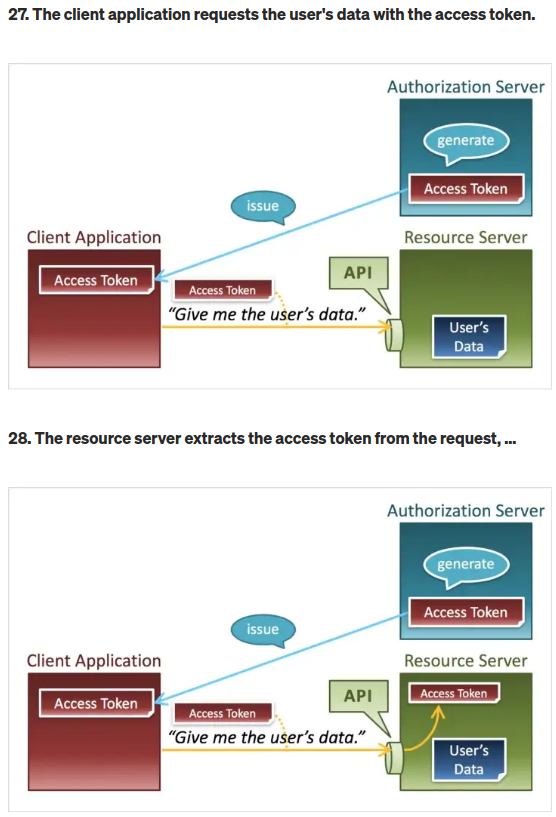 27. The client application requests the user's data with the access token.
Authorization Server
generate
Access Token
issue
Client Application
Resource Server
Access Token
API
Access Token
“Give me the user’s data.”
User’s
Data
28. The resource server extracts the access token from the request, ...
Authorization Server
generate
Access Token
issue
Client Application
Resource Server
Access Token
API
Access Token
Access Token
“Give me the user’s data.”
User’s
Data